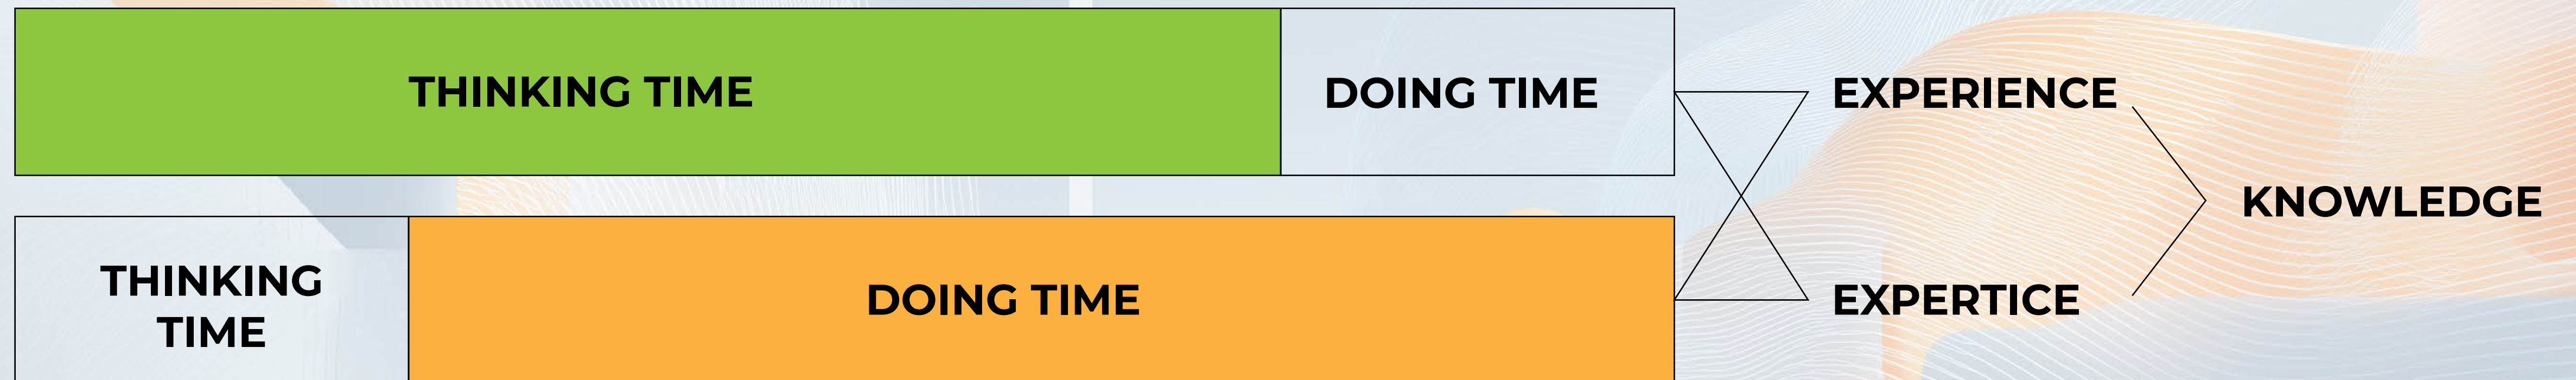 THINKING TIME
DOING TIME
EXPERIENCE
KNOWLEDGE
THINKING
TIME
DOING TIME
EXPERTICE